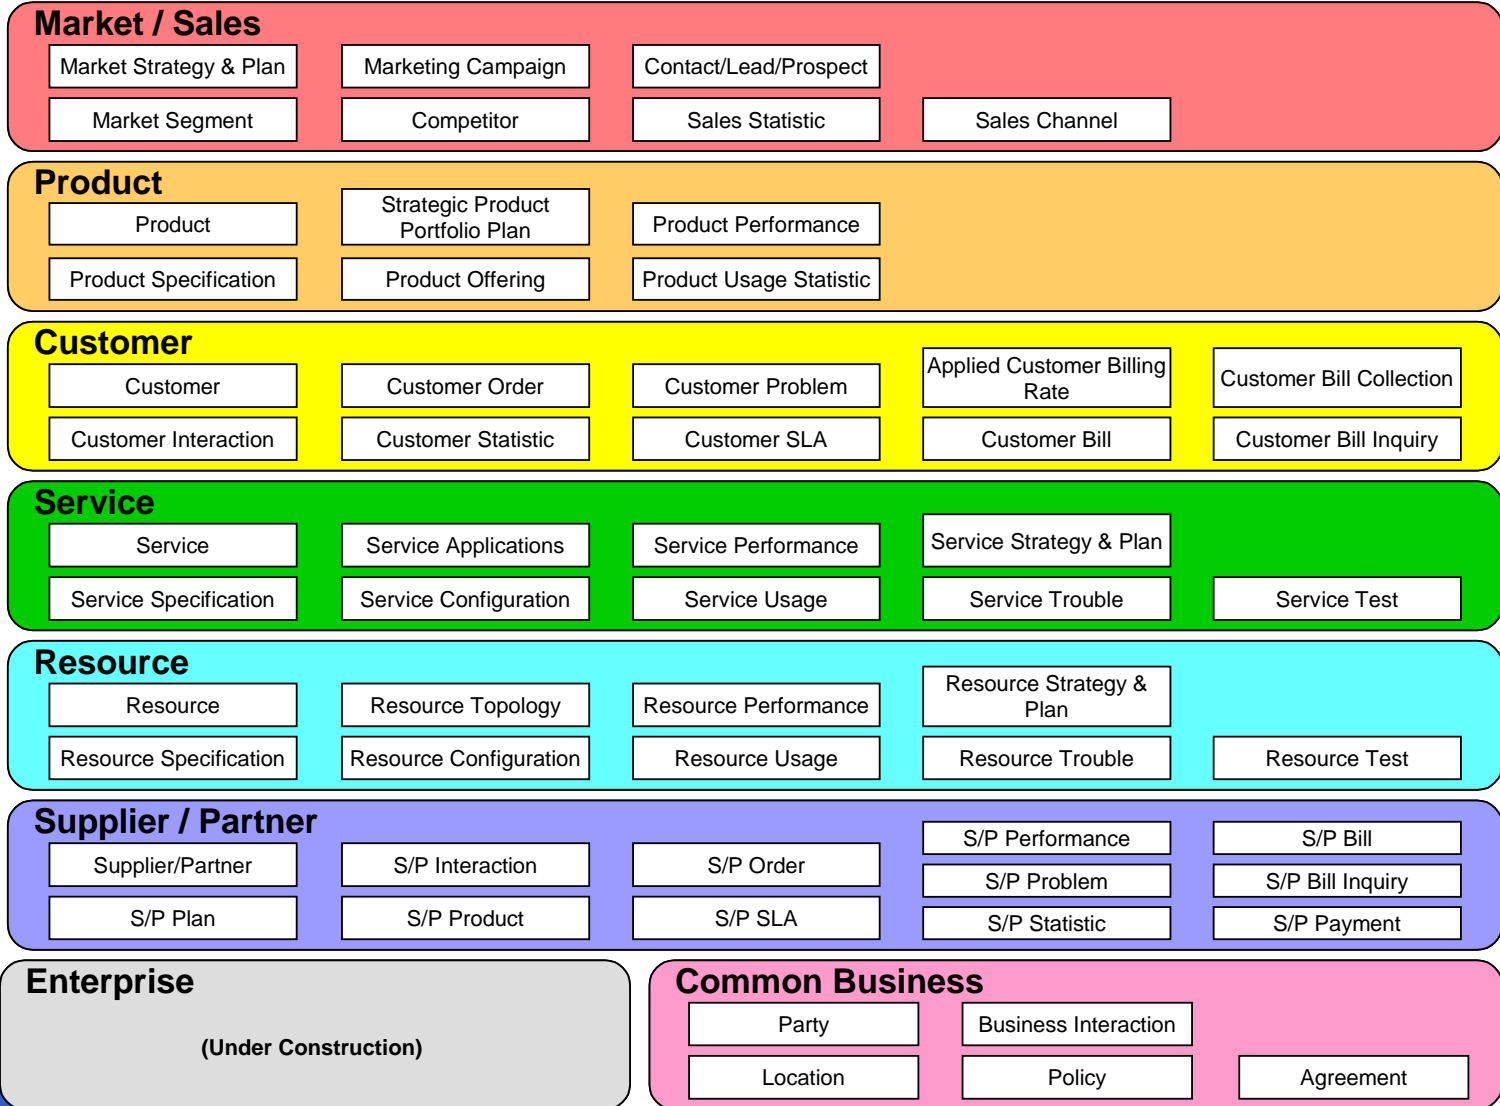 Market / Sales
Market Strategy & Plan
Marketing Campaign
Contact/Lead/Prospect
Market Segment
Competitor
Sales Statistic
Sales Channel
Product
Product
Strategic Product
Portfolio Plan
Product Performance
Product Specification
Product Offering
Product Usage Statistic
Customer
Customer
Customer Order
Customer Problem
Applied Customer Billing
Rate
Customer Bill Collection
Customer Interaction
Customer Statistic
Customer SLA
Customer Bill
Customer Bill Inquiry
Service
Service
Service Applications
Service Performance
Service Strategy & Plan
Service Specification
Service Configuration
Service Usage
Service Trouble
Service Test
Resource
Resource
Resource Topology
Resource Performance
Resource Strategy &
Plan
Resource Specification
Resource Configuration
Resource Usage
Resource Trouble
Resource Test
Supplier / Partner
Supplier/Partner
S/P Interaction
S/P Order
S/P Performance
S/P Bill
S/P Problem
S/P Bill Inquiry
S/P Plan
S/P Product
S/P SLA
S/P Statistic
S/P Payment
Enterprise
(Under Construction)
Common Business
Party
Business Interaction
Location
Policy
Agreement